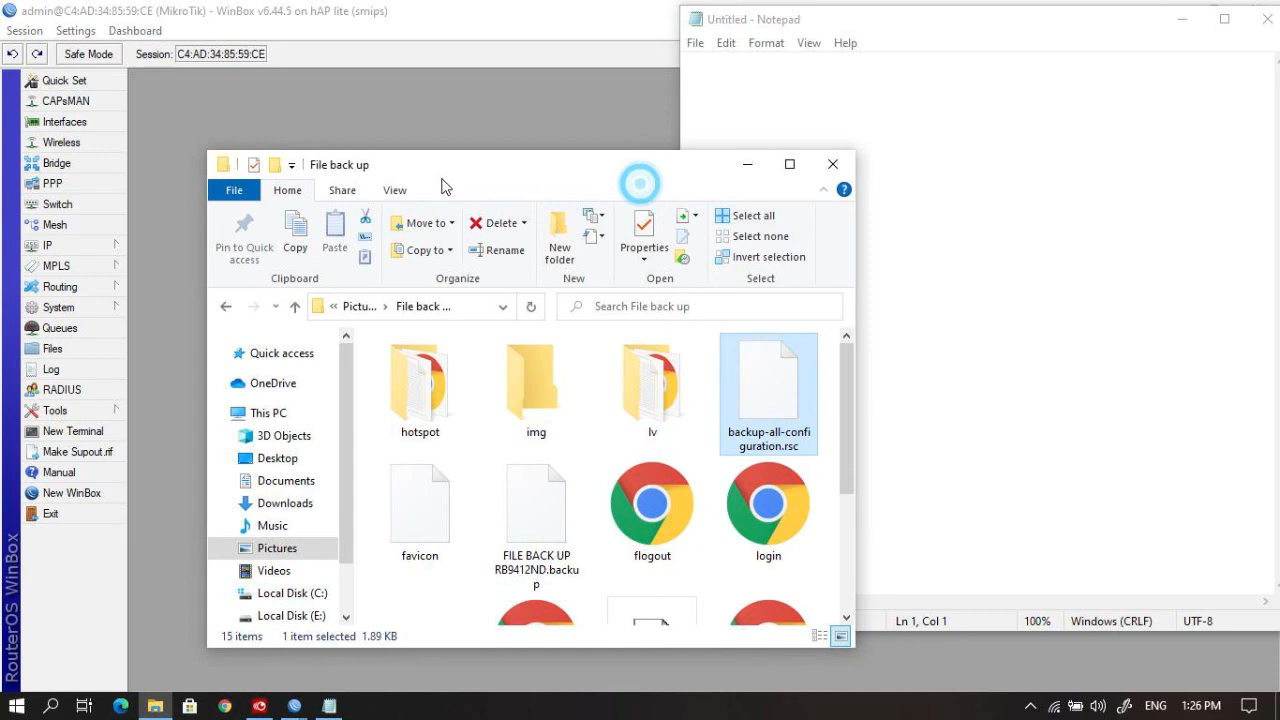 admin@C4:AD:34:85:59:CE (MikroTik) - WinBox v6.44.5 on hAP lite (smips)
Session Settings Dashboard
Safe Mode Session: C4:AD:34:85:59:CE
Untitled - Notepad
File Edit Format View Help
Quick Set
CAPsMAN
Interfaces
Wireless
Bridge
PPP
Switch
Mesh
IP
MPLS
Routing
System
Queues
Files
Log
RADIUS
Tools
New Terminal
Make Supout.rif
Manual
New WinBox
Exit
RouterOS WinBox
File back up
File Home Share View
Pin to Quick
access
Copy
Paste
Clipboard
Move to
Copy to
Delete
Rename
Organize
New
folder
New
Properties
Open
Select all
Select none
Invert selection
Select
« Pictu... File back ...
Search File back up
Quick access
OneDrive
This PC
3D Objects
Desktop
Documents
Downloads
Music
Pictures
Videos
Local Disk (C:)
Local Disk (E:)
hotspot
img
lv
backup-all-confi
guration.rsc
favicon
FILE BACK UP
RB9412ND.backu
p
flogout
login
15 items 1 item selected 1.89 KB
Ln 1, Col 1 100% Windows (CRLF) UTF-8
ENG 1:26 PM